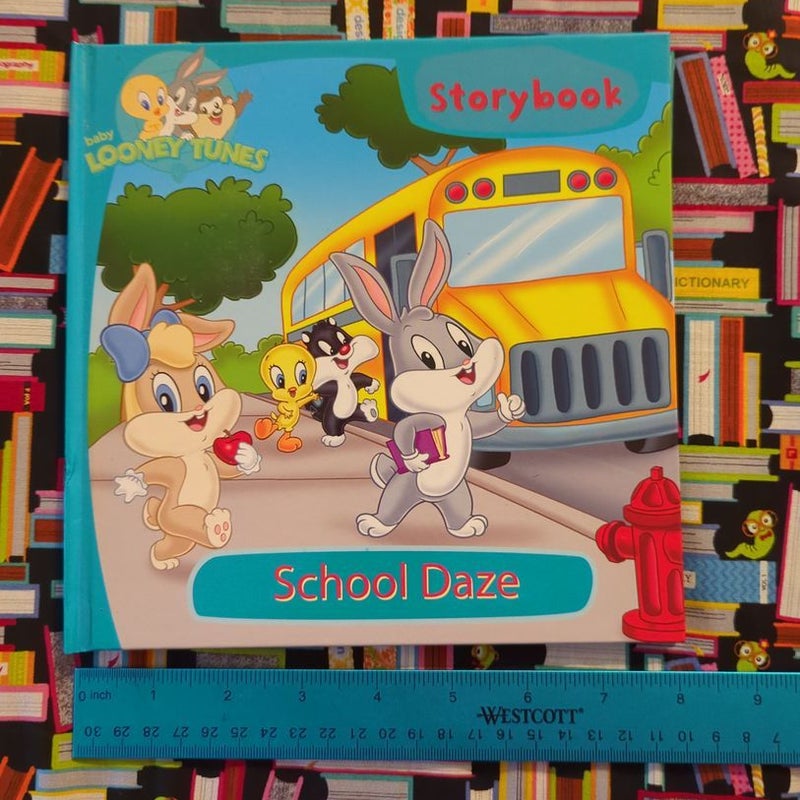 Storybook
baby
LOONEY TUNES
School Daze
ICTIONARY
0 inch 1 2 3 4 5 6 7 8 9
WESTCOTT®
30 29 28 27 26 25 24 23 22 21 20 19 18 17 16 15 14 13 12 11 10 9 8 7